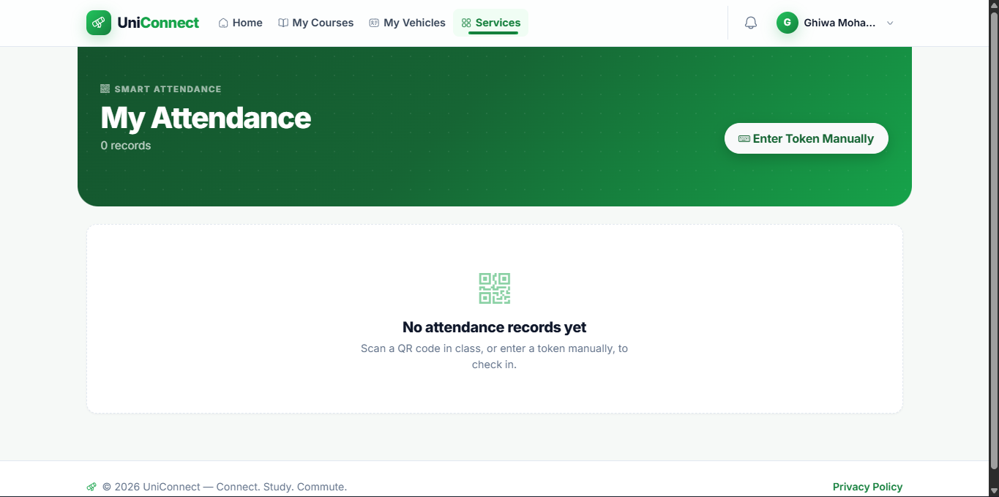 UniConnect
Home
My Courses
My Vehicles
Services
G
Ghiwa Moha...
SMART ATTENDANCE
My Attendance
0 records
Enter Token Manually
No attendance records yet
Scan a QR code in class, or enter a token manually, to
check in.
© 2026 UniConnect — Connect. Study. Commute.
Privacy Policy